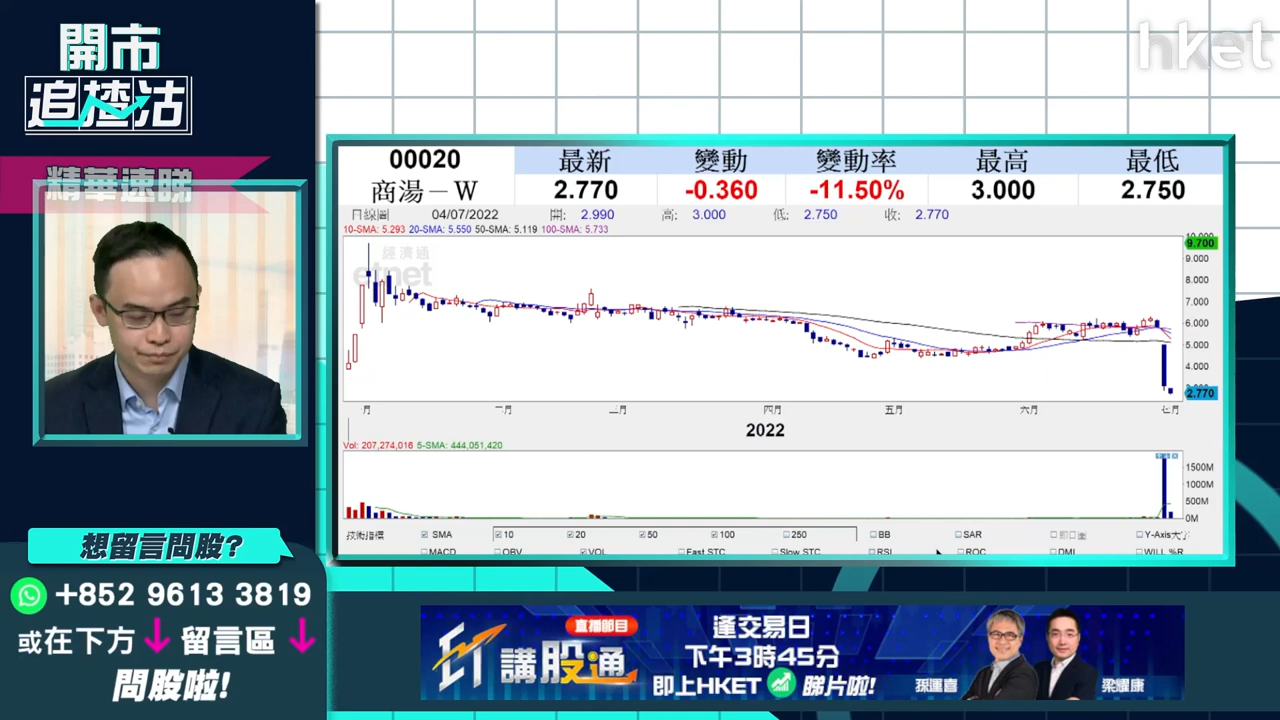 開市
追揸沽
精華速睇
hket
00020
商湯－W
最新 變動 變動率 最高 最低
2.770 -0.360 -11.50% 3.000 2.750
日線圖 04/07/2022 開: 2.990 高: 3.000 低: 2.750 收: 2.770
10-SMA: 5.293 20-SMA: 5.550 50-SMA: 5.119 100-SMA: 5.733
經濟通
etnet
10.000
9.700
9.000
8.000
7.000
6.000
5.000
4.000
2.770
二月 三月 四月 五月 六月 七月
2022
Vol: 207,274,016 5-SMA: 444,051,420
1500M
1000M
500M
0M
技術指標 SMA 10 20 50 100 250 BB SAR Y-Axis大
MACD OBV VOL Fast STC Slow STC RSI ROC DMI WILL %R
想留言問股?
+852 9613 3819
或在下方 留言區
問股啦!
ET 講股通
直播節目
逢交易日
下午3時45分
即上HKET 睇片啦!
孫運喜
梁耀康